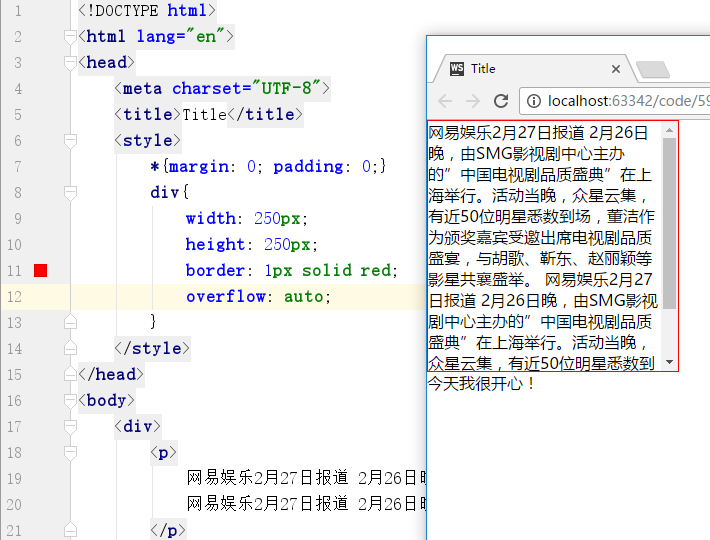 1 <!DOCTYPE html>
2 <html lang="en">
3 <head>
4 <meta charset="UTF-8">
5 <title>Title</title>
6 <style>
7 *{margin: 0; padding: 0;}
8 div{
9 width: 250px;
10 height: 250px;
11 border: 1px solid red;
12 overflow: auto;
13 }
14 </style>
15 </head>
16 <body>
17 <div>
18 <p>
19 网易娱乐2月27日报道 2月26日晚
20 网易娱乐2月27日报道 2月26日晚
21 </p>
WS Title
localhost:63342/code/59
网易娱乐2月27日报道 2月26日
晚，由SMG影视剧中心主办
的”中国电视剧品质盛典”在上
海举行。活动当晚，众星云集，
有近50位明星悉数到场，董洁作
为颁奖嘉宾受邀出席电视剧品质
盛宴，与胡歌、靳东、赵丽颖等
影星共襄盛举。 网易娱乐2月27
日报道 2月26日晚，由SMG影视
剧中心主办的”中国电视剧品质
盛典”在上海举行。活动当晚，
众星云集，有近50位明星悉数到
今天我很开心！